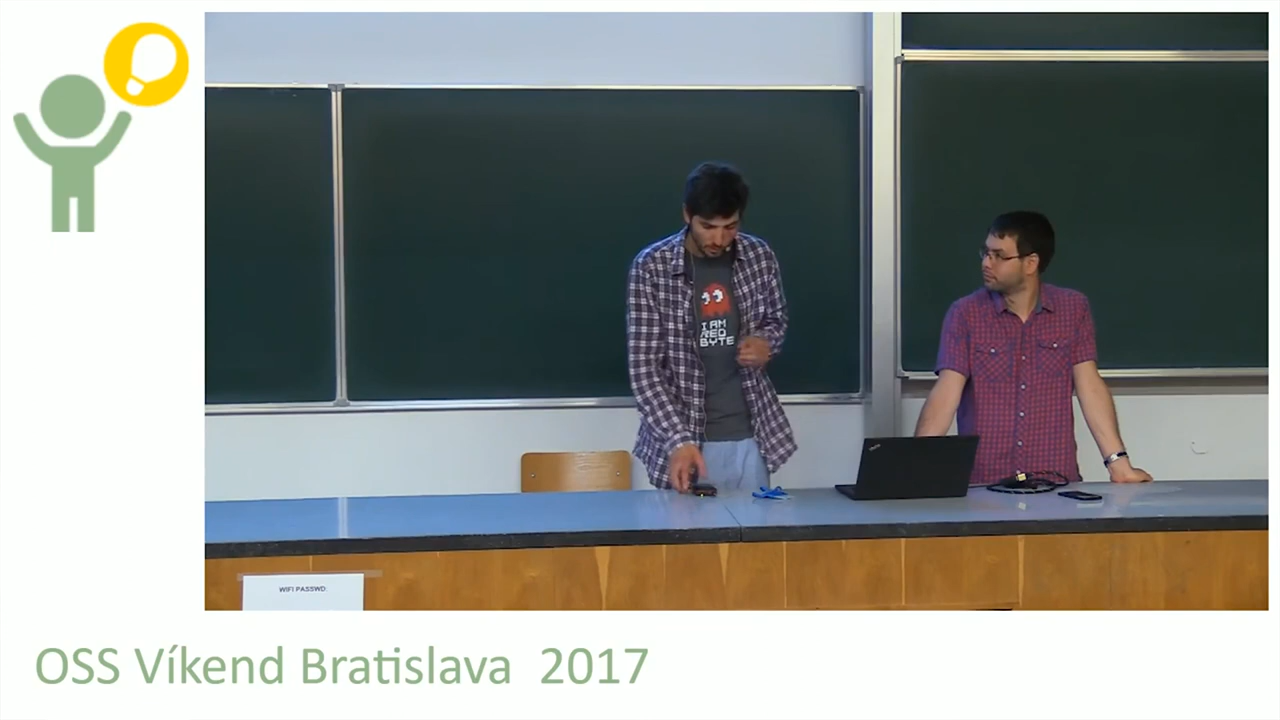 I AM
RED
BYTE
WIFI PASSWD:
OSS Víkend Bratislava 2017